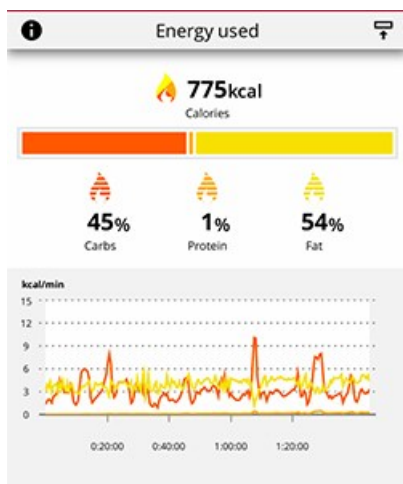 Energy used
775kcal
Calories
45% 1% 54%
Carbs Protein Fat
kcal/min
15
12
9
6
3
0
0:20:00 0:40:00 1:00:00 1:20:00